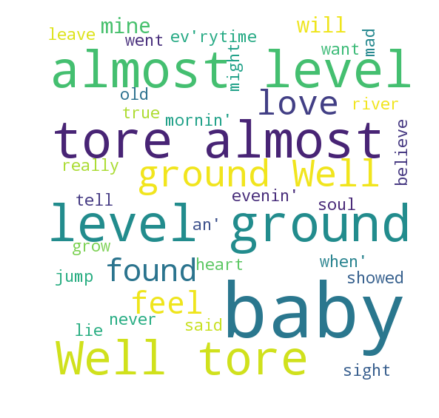 leave mine went ev'rytime will want mad
almost level might
old love river
true mornin'
tore almost believe
really ground Well
tell evenin' soul
level an' ground
grow found heart when'
jump showed
feel baby
lie never said
Well tore sight